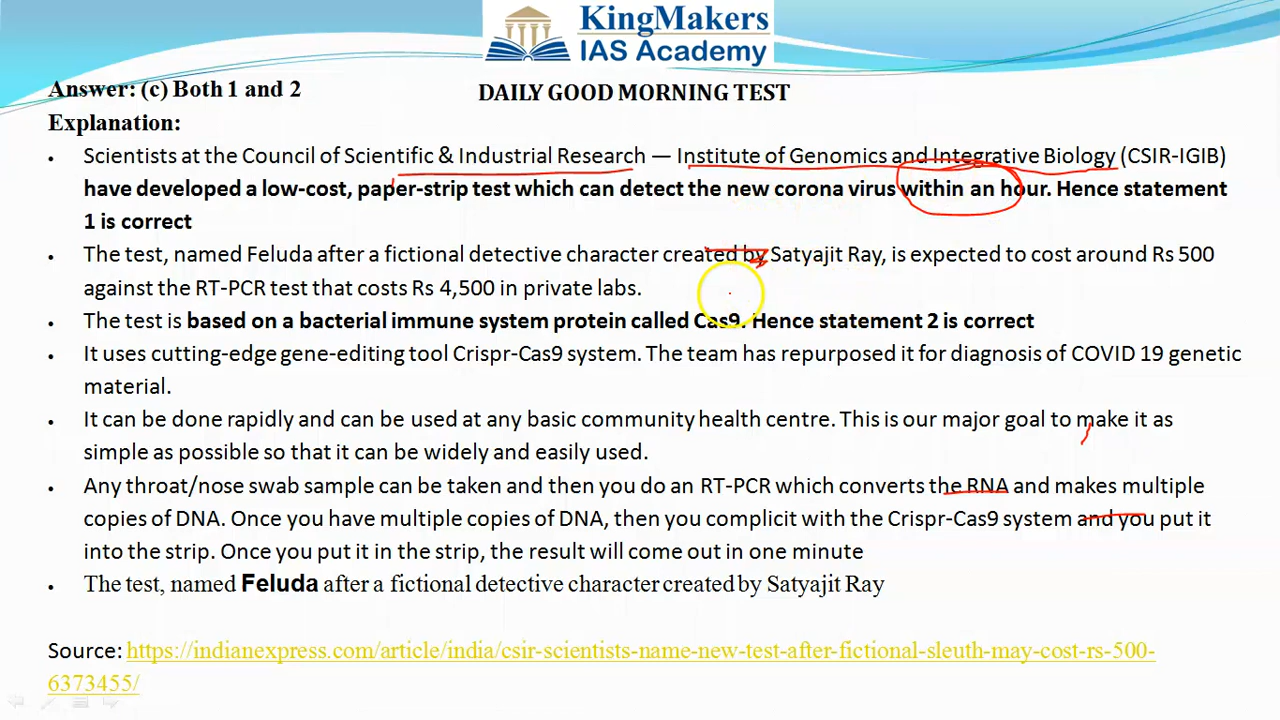 KingMakers
IAS Academy
Answer: (c) Both 1 and 2
DAILY GOOD MORNING TEST
Explanation:
• Scientists at the Council of Scientific & Industrial Research — Institute of Genomics and Integrative Biology (CSIR-IGIB)
have developed a low-cost, paper-strip test which can detect the new corona virus within an hour. Hence statement
1 is correct
• The test, named Feluda after a fictional detective character created by Satyajit Ray, is expected to cost around Rs 500
against the RT-PCR test that costs Rs 4,500 in private labs.
• The test is based on a bacterial immune system protein called Cas9. Hence statement 2 is correct
• It uses cutting-edge gene-editing tool Crispr-Cas9 system. The team has repurposed it for diagnosis of COVID 19 genetic
material.
• It can be done rapidly and can be used at any basic community health centre. This is our major goal to make it as
simple as possible so that it can be widely and easily used.
• Any throat/nose swab sample can be taken and then you do an RT-PCR which converts the RNA and makes multiple
copies of DNA. Once you have multiple copies of DNA, then you complicit with the Crispr-Cas9 system and you put it
into the strip. Once you put it in the strip, the result will come out in one minute
• The test, named Feluda after a fictional detective character created by Satyajit Ray
Source: https://indianexpress.com/article/india/csir-scientists-name-new-test-after-fictional-sleuth-may-cost-rs-500-
6373455/